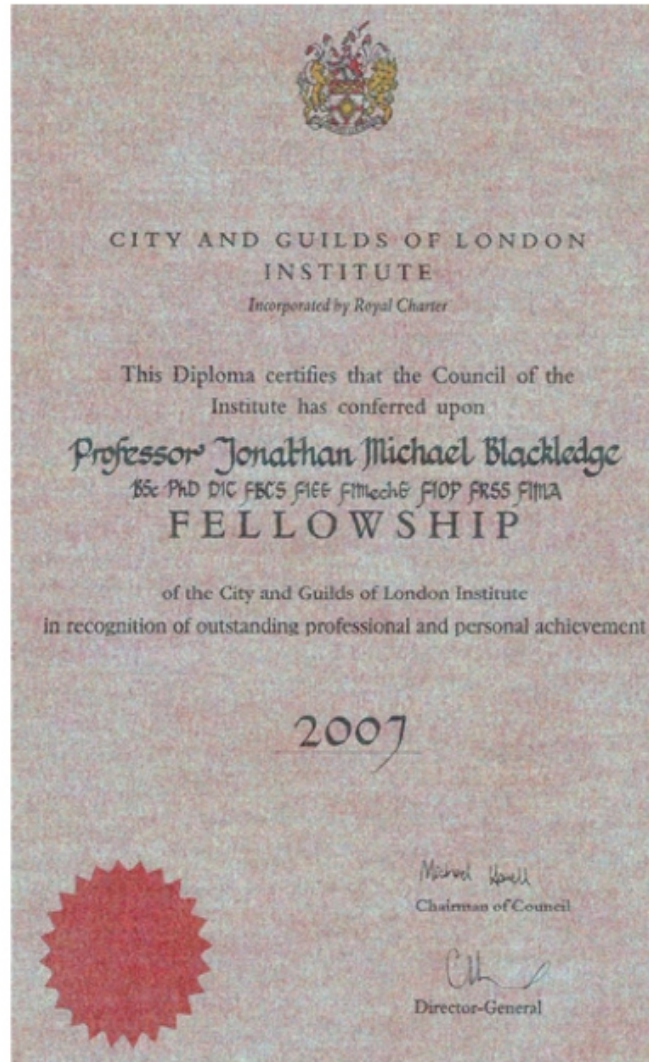 CITY AND GUILDS OF LONDON
INSTITUTE
Incorporated by Royal Charter
This Diploma certifies that the Council of the
Institute has conferred upon
Professor Jonathan Michael Blackledge
BSc PhD DIC FBCS FIEE FIMechE FIOP FRSS FIMA
FELLOWSHIP
of the City and Guilds of London Institute
in recognition of outstanding professional and personal achievement
2007
Michael Howell
Chairman of Council
Director-General